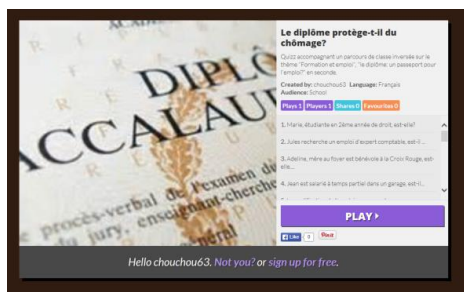 ACADÉM
DIPLÔ
ACCALAU
procès-verbal de l'examen du
du jury, enseignant-cherche
général
Le diplôme protège-t-il du
chômage?
Quizz accompagnant un parcours de classe inversée sur le
thème "Formation et emploi", "le diplôme: un passeport pour
l'emploi?" en seconde.
Created by: chouchou63 Language: Français
Audience: School
Plays 1 Players 1 Shares 0 Favourites 0
1. Marie, étudiante en 2ème année de droit, est-elle?
2. Jules recherche un emploi d'expert comptable, est-il ...
3. Adeline, mère au foyer est bénévole à la Croix Rouge, est-
elle...
4. Jean est salarié à temps partiel dans un garage, est-il ...
PLAY
Like
Pinit
Hello chouchou63. Not you? or sign up for free.